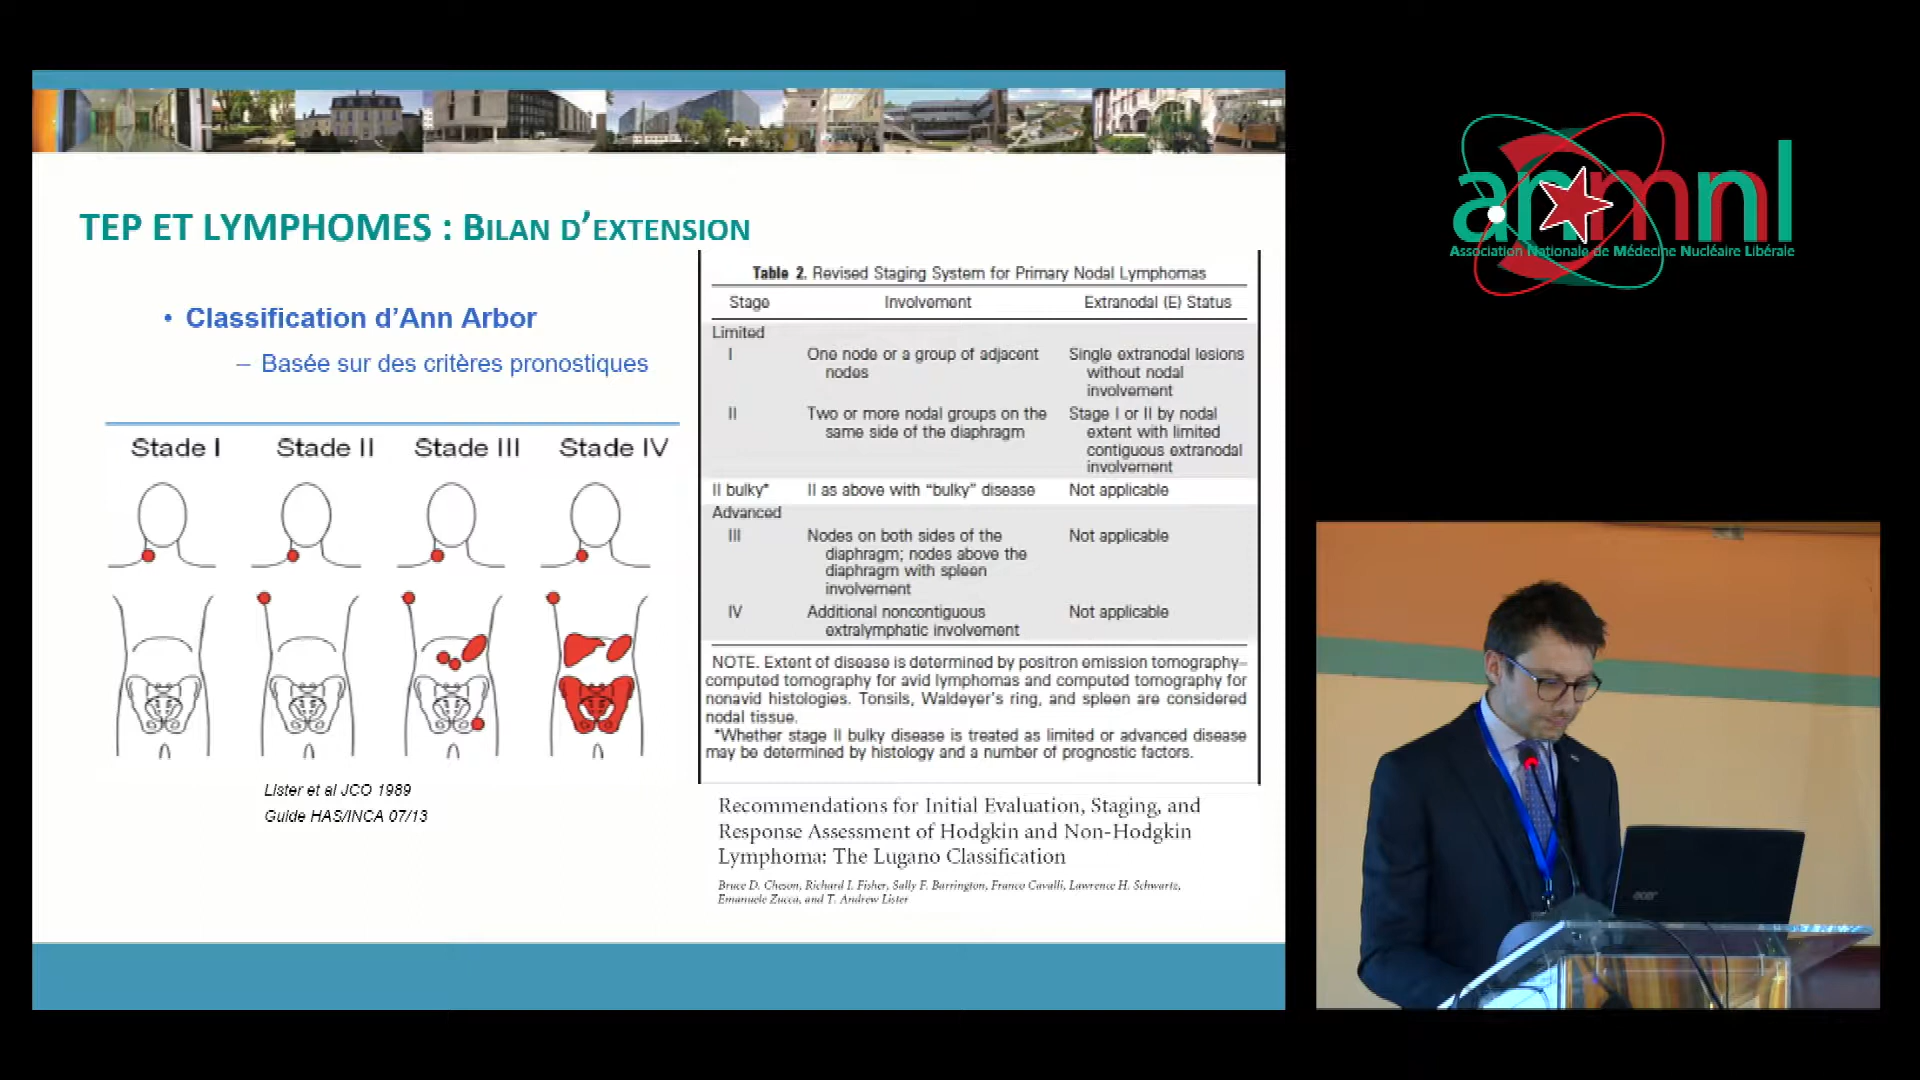 TEP ET LYMPHOMES : BILAN D'EXTENSION
• Classification d'Ann Arbor
– Basée sur des critères pronostiques
Stade I Stade II Stade III Stade IV
Lister et al JCO 1989
Guide HAS/INCA 07/13
Table 2. Revised Staging System for Primary Nodal Lymphomas
Stage Involvement Extranodal (E) Status
Limited
I One node or a group of adjacent Single extranodal lesions
nodes without nodal
involvement
II Two or more nodal groups on the Stage I or II by nodal
same side of the diaphragm extent with limited
contiguous extranodal
involvement
II bulky* II as above with "bulky" disease Not applicable
Advanced
III Nodes on both sides of the Not applicable
diaphragm; nodes above the
diaphragm with spleen
involvement
IV Additional noncontiguous Not applicable
extralymphatic involvement
NOTE. Extent of disease is determined by positron emission tomography–
computed tomography for avid lymphomas and computed tomography for
nonavid histologies. Tonsils, Waldeyer's ring, and spleen are considered
nodal tissue.
*Whether stage II bulky disease is treated as limited or advanced disease
may be determined by histology and a number of prognostic factors.
Recommendations for Initial Evaluation, Staging, and
Response Assessment of Hodgkin and Non-Hodgkin
Lymphoma: The Lugano Classification
Bruce D. Cheson, Richard I. Fisher, Sally F. Barrington, Franco Cavalli, Lawrence H. Schwartz,
Emanuele Zucca, and T. Andrew Lister
anmnl
Association Nationale de Médecine Nucléaire Libérale
acer